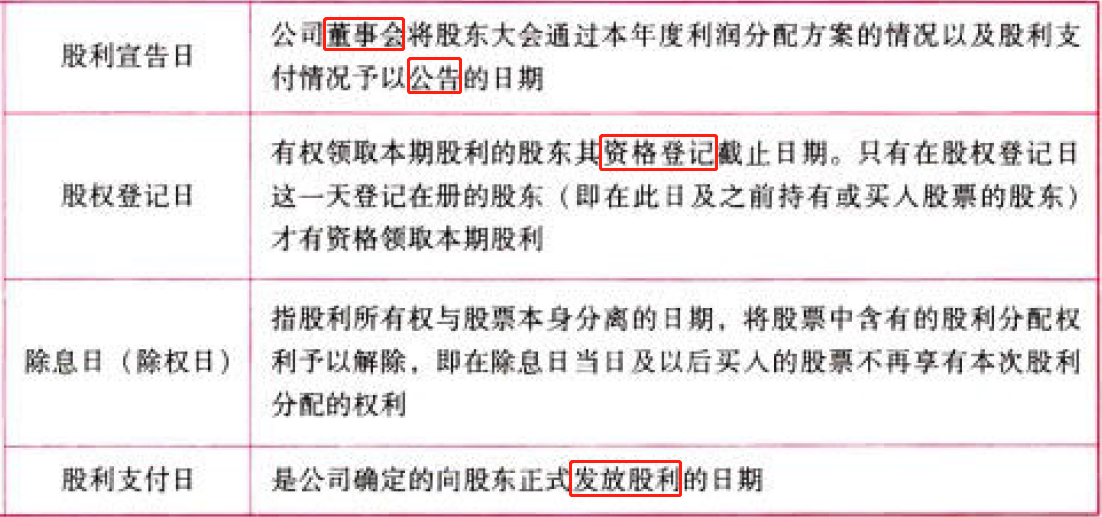 股利宣告日
公司董事会将股东大会通过本年度利润分配方案的情况以及股利支
付情况予以公告的日期
股权登记日
有权领取本期股利的股东其资格登记截止日期。只有在股权登记日
这一天登记在册的股东（即在此日及之前持有或买入股票的股东）
才有资格领取本期股利
除息日（除权日）
指股利所有权与股票本身分离的日期，将股票中含有的股利分配权
利予以解除，即在除息日当日及以后买入的股票不再享有本次股利
分配的权利
股利支付日
是公司确定的向股东正式发放股利的日期